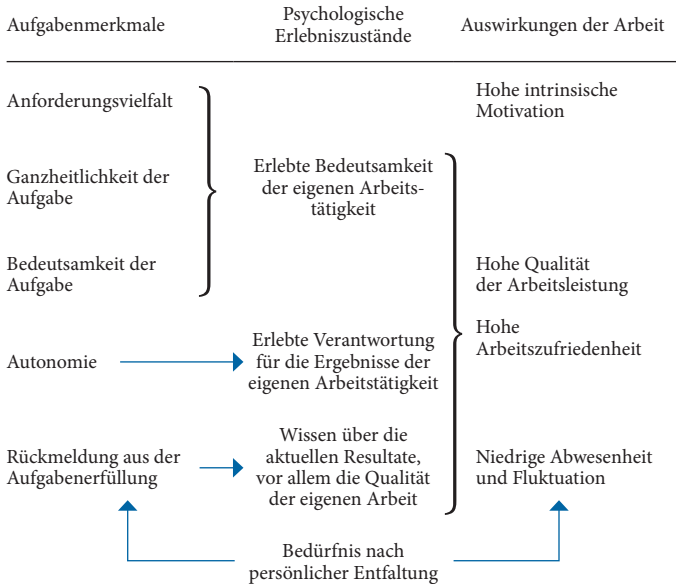 Aufgabenmerkmale
Psychologische
Erlebniszustände
Auswirkungen der Arbeit
Anforderungsvielfalt
Ganzheitlichkeit der
Aufgabe
Bedeutsamkeit der
Aufgabe
Autonomie
Rückmeldung aus der
Aufgabenerfüllung
Erlebte Bedeutsamkeit
der eigenen Arbeits-
tätigkeit
Erlebte Verantwortung
für die Ergebnisse der
eigenen Arbeitstätigkeit
Wissen über die
aktuellen Resultate,
vor allem die Qualität
der eigenen Arbeit
Hohe intrinsische
Motivation
Hohe Qualität
der Arbeitsleistung
Hohe
Arbeitszufriedenheit
Niedrige Abwesenheit
und Fluktuation
Bedürfnis nach
persönlicher Entfaltung